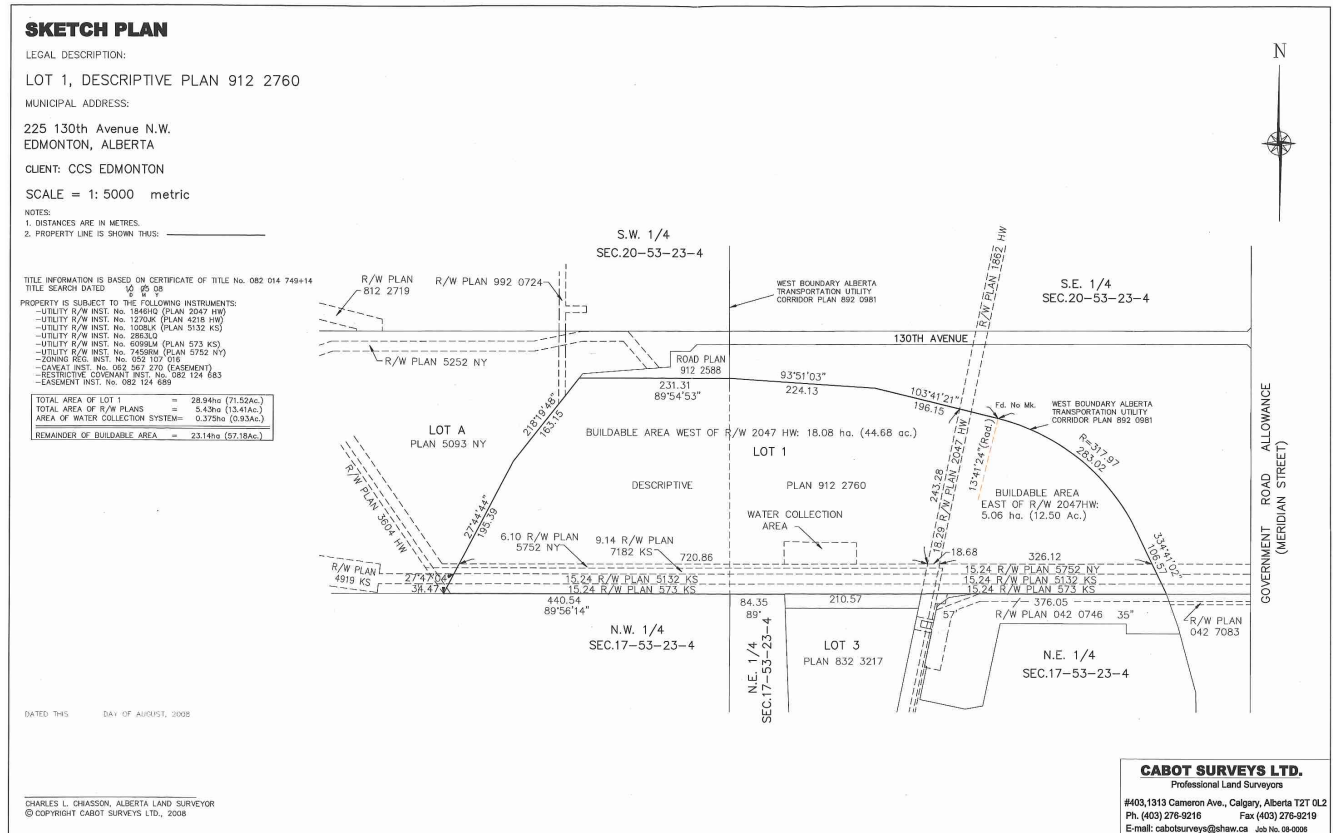 SKETCH PLAN
LEGAL DESCRIPTION:
LOT 1, DESCRIPTIVE PLAN 912 2760
MUNICIPAL ADDRESS:
225 130th Avenue N.W.
EDMONTON, ALBERTA
CLIENT: CCS EDMONTON
SCALE = 1: 5000 metric
NOTES:
1. DISTANCES ARE IN METRES.
2. PROPERTY LINE IS SHOWN THUS:
TITLE INFORMATION IS BASED ON CERTIFICATE OF TITLE No. 082 014 749+14
TITLE SEARCH DATED 10 05 08
D M Y
PROPERTY IS SUBJECT TO THE FOLLOWING INSTRUMENTS:
-UTILITY R/W INST. No. 1846HQ (PLAN 2047 HW)
-UTILITY R/W INST. No. 1270JK (PLAN 4218 HW)
-UTILITY R/W INST. No. 1008LK (PLAN 5132 KS)
-UTILITY R/W INST. No. 2863LQ
-UTILITY R/W INST. No. 6099LM (PLAN 573 KS)
-UTILITY R/W INST. No. 7459RM (PLAN 5752 NY)
-ZONING REG. INST. No. 052 107 016
-CAVEAT INST. No. 062 567 270 (EASEMENT)
-RESTRICTIVE COVENANT INST. No. 082 124 683
-EASEMENT INST. No. 082 124 689
TOTAL AREA OF LOT 1 = 28.94ha (71.52Ac.)
TOTAL AREA OF R/W PLANS = 5.43ha (13.41Ac.)
AREA OF WATER COLLECTION SYSTEM= 0.375ha (0.93Ac.)
REMAINDER OF BUILDABLE AREA = 23.14ha (57.18Ac.)
N
S.W. 1/4
SEC.20-53-23-4
R/W PLAN
812 2719
R/W PLAN 992 0724
WEST BOUNDARY ALBERTA
TRANSPORTATION UTILITY
CORRIDOR PLAN 892 0981
R/W PLAN 1862 HW
S.E. 1/4
SEC.20-53-23-4
130TH AVENUE
R/W PLAN 5252 NY
ROAD PLAN
912 2588
231.31
89°54'53"
93°51'03"
224.13
103°41'21"
196.15
Fd. No Mk.
WEST BOUNDARY ALBERTA
TRANSPORTATION UTILITY
CORRIDOR PLAN 892 0981
218°19'48"
163.15
LOT A
PLAN 5093 NY
BUILDABLE AREA WEST OF R/W 2047 HW: 18.08 ha. (44.68 ac.)
LOT 1
R=317.97
283.02
13°41'24"(Rad.)
243.28
18.29 R/W PLAN 2047 HW
DESCRIPTIVE PLAN 912 2760
BUILDABLE AREA
EAST OF R/W 2047HW:
5.06 ha. (12.50 Ac.)
R/W PLAN 3604 HW
27°44'44"
195.39
WATER COLLECTION
AREA
6.10 R/W PLAN
5752 NY
9.14 R/W PLAN
7182 KS
720.86
18.68
326.12
334°41'02"
106.57
R/W PLAN
4919 KS
27°47'04"
34.47
15.24 R/W PLAN 5132 KS
15.24 R/W PLAN 573 KS
15.24 R/W PLAN 5752 NY
15.24 R/W PLAN 5132 KS
15.24 R/W PLAN 573 KS
440.54
89°56'14"
84.35
89°
210.57
57'
376.05
R/W PLAN 042 0746
35"
R/W PLAN
042 7083
GOVERNMENT ROAD ALLOWANCE
(MERIDIAN STREET)
N.W. 1/4
SEC.17-53-23-4
N.E. 1/4
SEC.17-53-23-4
LOT 3
PLAN 832 3217
N.E. 1/4
SEC.17-53-23-4
DATED THIS DAY OF AUGUST, 2008
CHARLES L. CHIASSON, ALBERTA LAND SURVEYOR
© COPYRIGHT CABOT SURVEYS LTD., 2008
CABOT SURVEYS LTD.
Professional Land Surveyors
#403,1313 Cameron Ave., Calgary, Alberta T2T 0L2
Ph. (403) 276-9216 Fax (403) 276-9219
E-mail: cabotsurveys@shaw.ca Job No. 08-0006